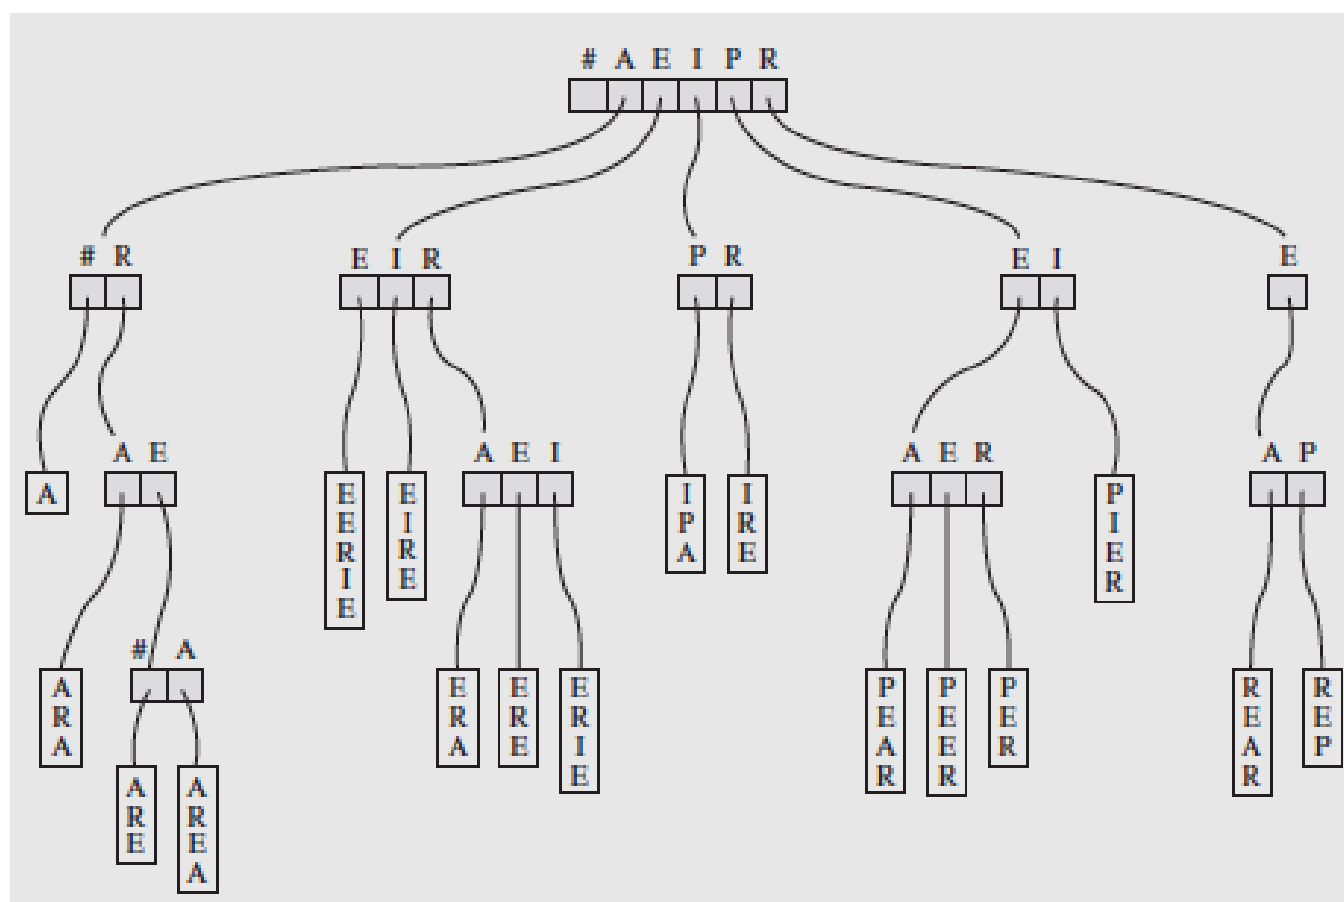 # A E I P R
# R
E I R
P R
E I
E
A E
A E I
A E R
A P
A
EERIE
EIRE
IPA
IRE
PIER
# A
ARA
ERA
ERE
ERIE
PEAR
PEER
PER
REAR
REP
ARE
AREA